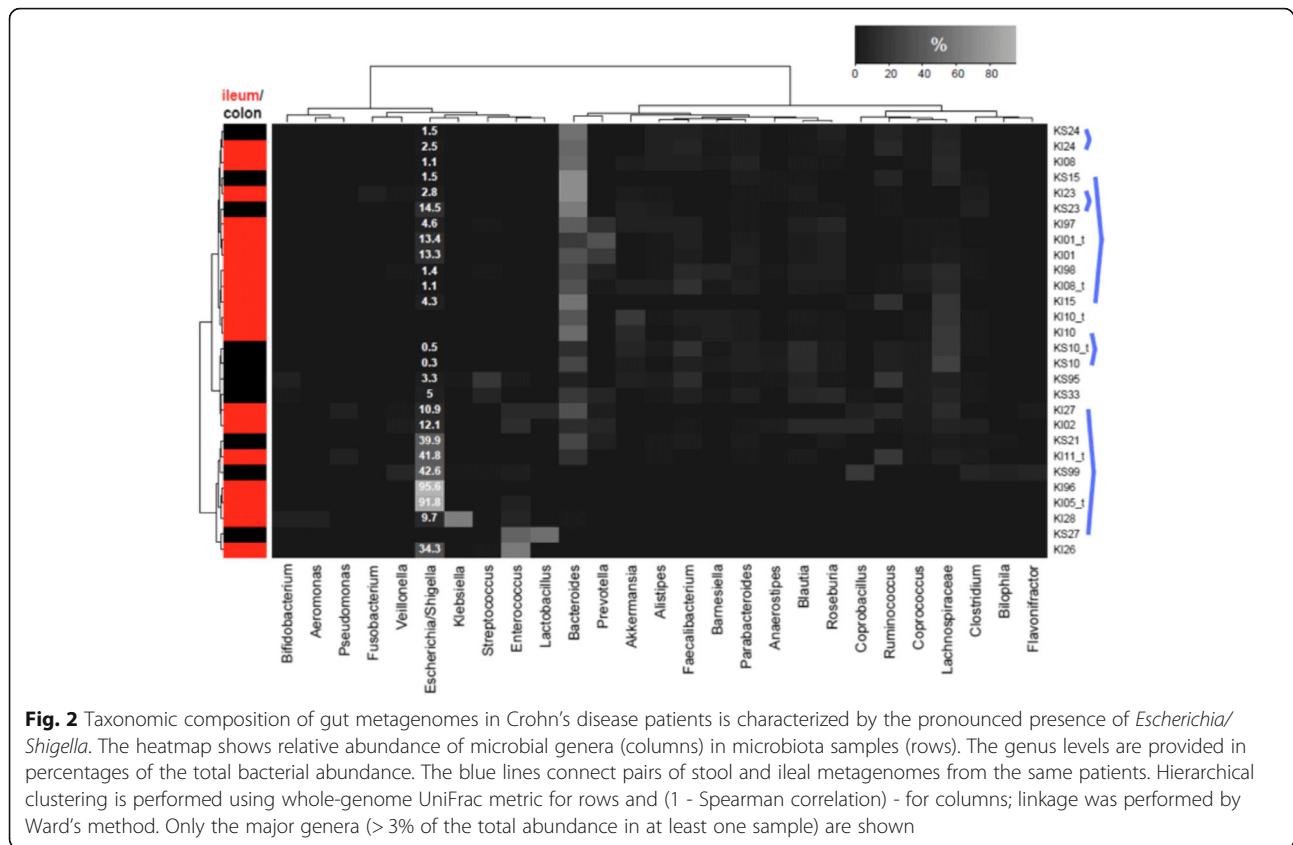 %
0 20 40 60 80
ileum/
colon
1.5 KS24
2.5 KI24
1.1 KI08
1.5 KS15
2.8 KI23
14.5 KS23
4.6 KI97
13.4 KI01_t
13.3 KI01
1.4 KI98
1.1 KI08_t
4.3 KI15
KI10_t
KI10
0.5 KS10_t
0.3 KS10
3.3 KS95
5 KS33
10.9 KI27
12.1 KI02
39.9 KS21
41.8 KI11_t
42.6 KS99
95.6 KI96
91.8 KI05_t
9.7 KI28
KS27
34.3 KI26
Bifidobacterium
Aeromonas
Pseudomonas
Fusobacterium
Veillonella
Escherichia/Shigella
Klebsiella
Streptococcus
Enterococcus
Lactobacillus
Bacteroides
Prevotella
Akkermansia
Alistipes
Faecalibacterium
Barnesiella
Parabacteroides
Anaerostipes
Blautia
Roseburia
Coprobacillus
Ruminococcus
Coprococcus
Lachnospiraceae
Clostridium
Bilophila
Flavonifractor
Fig. 2 Taxonomic composition of gut metagenomes in Crohn's disease patients is characterized by the pronounced presence of Escherichia/
Shigella. The heatmap shows relative abundance of microbial genera (columns) in microbiota samples (rows). The genus levels are provided in
percentages of the total bacterial abundance. The blue lines connect pairs of stool and ileal metagenomes from the same patients. Hierarchical
clustering is performed using whole-genome UniFrac metric for rows and (1 - Spearman correlation) - for columns; linkage was performed by
Ward's method. Only the major genera (> 3% of the total abundance in at least one sample) are shown